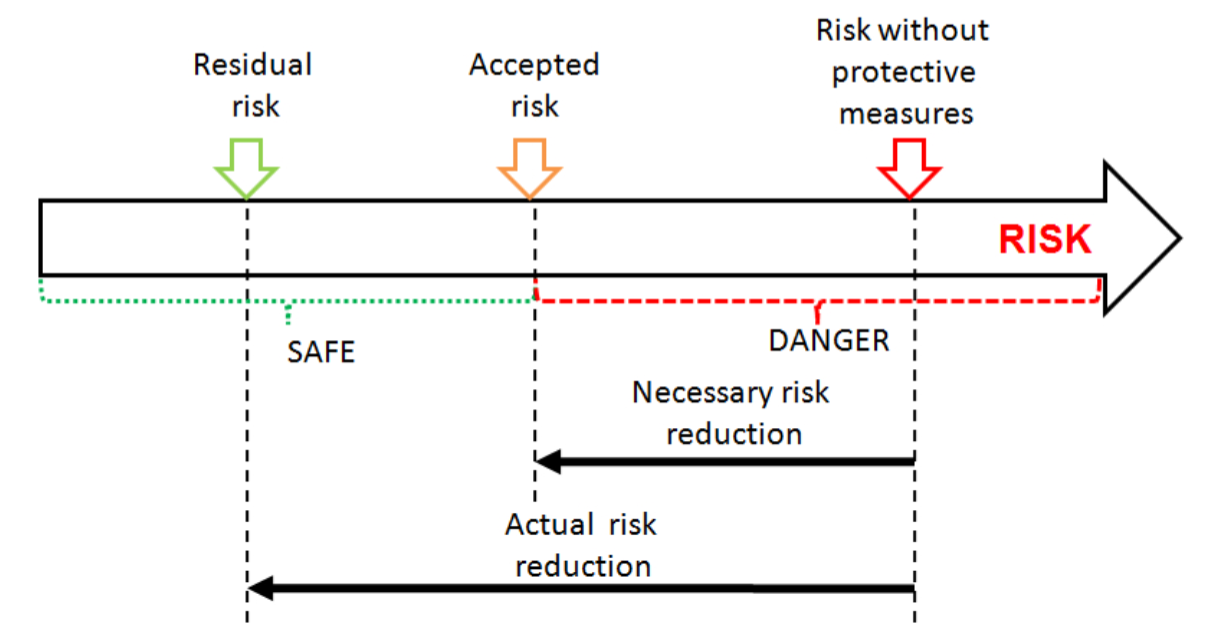 Residual
risk
Accepted
risk
Risk without
protective
measures
RISK
SAFE
DANGER
Necessary risk
reduction
Actual risk
reduction